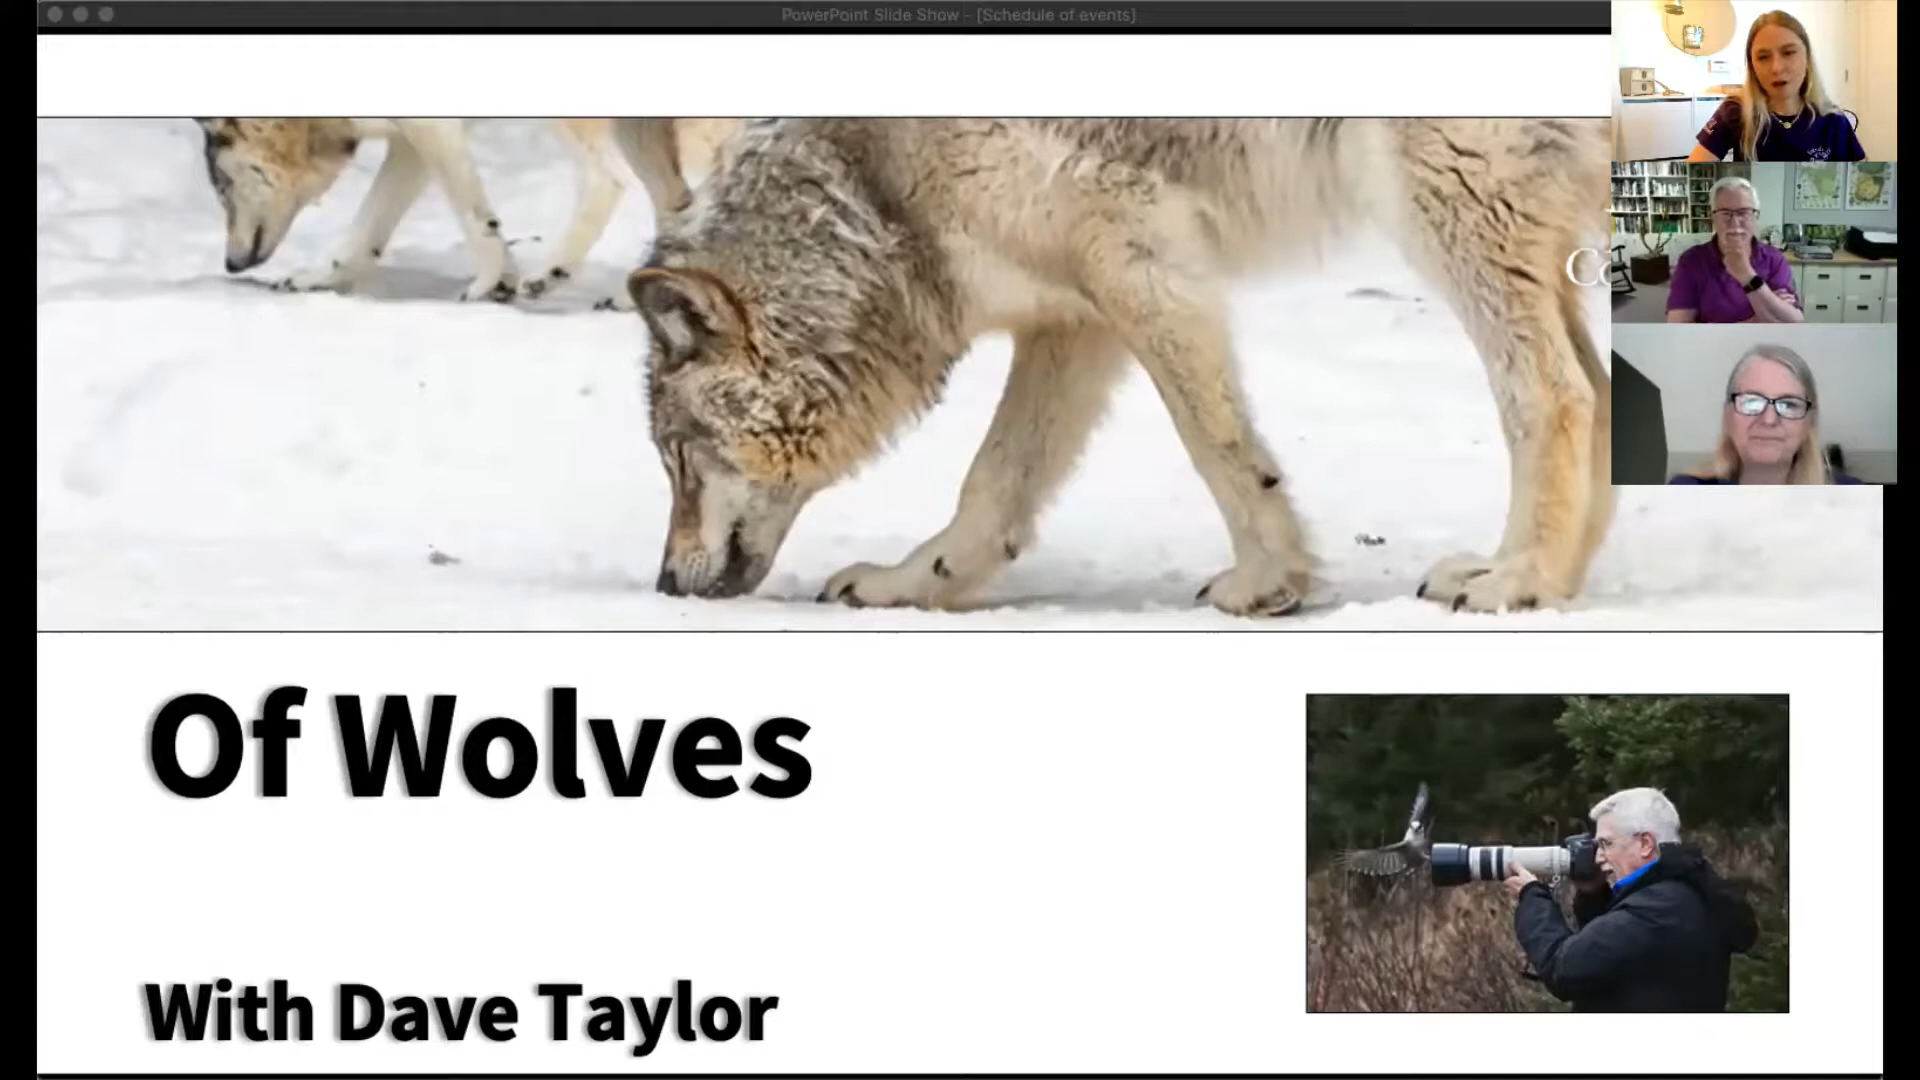 PowerPoint Slide Show - [Schedule of events]
Of Wolves
With Dave Taylor